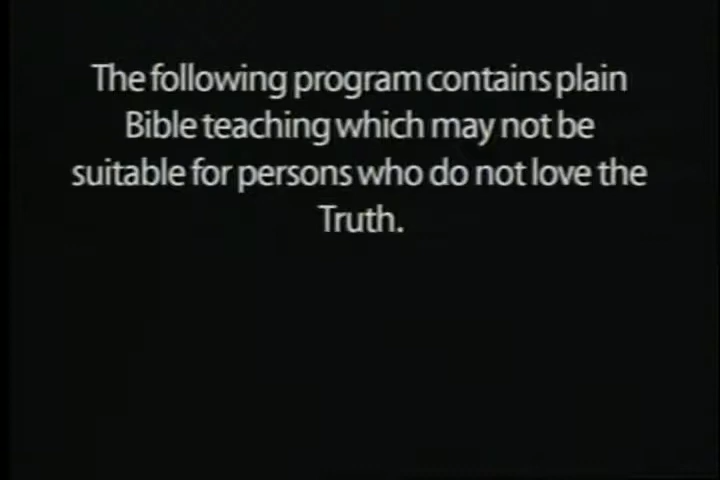 The following program contains plain
Bible teaching which may not be
suitable for persons who do not love the
Truth.